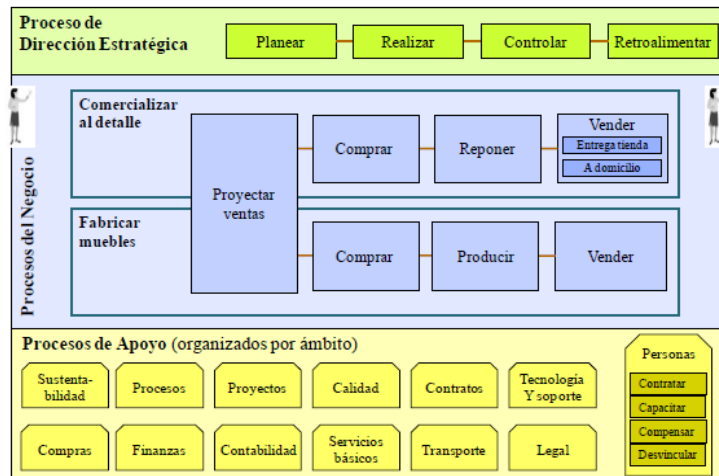 Proceso de
Dirección Estratégica
Planear
Realizar
Controlar
Retroalimentar
Procesos del Negocio
Comercializar
al detalle
Proyectar
ventas
Comprar
Reponer
Vender
Entrega tienda
A domicilio
Fabricar
muebles
Comprar
Producir
Vender
Procesos de Apoyo (organizados por ámbito)
Sustenta-
bilidad
Procesos
Proyectos
Calidad
Contratos
Tecnología
Y soporte
Compras
Finanzas
Contabilidad
Servicios
básicos
Transporte
Legal
Personas
Contratar
Capacitar
Compensar
Desvincular